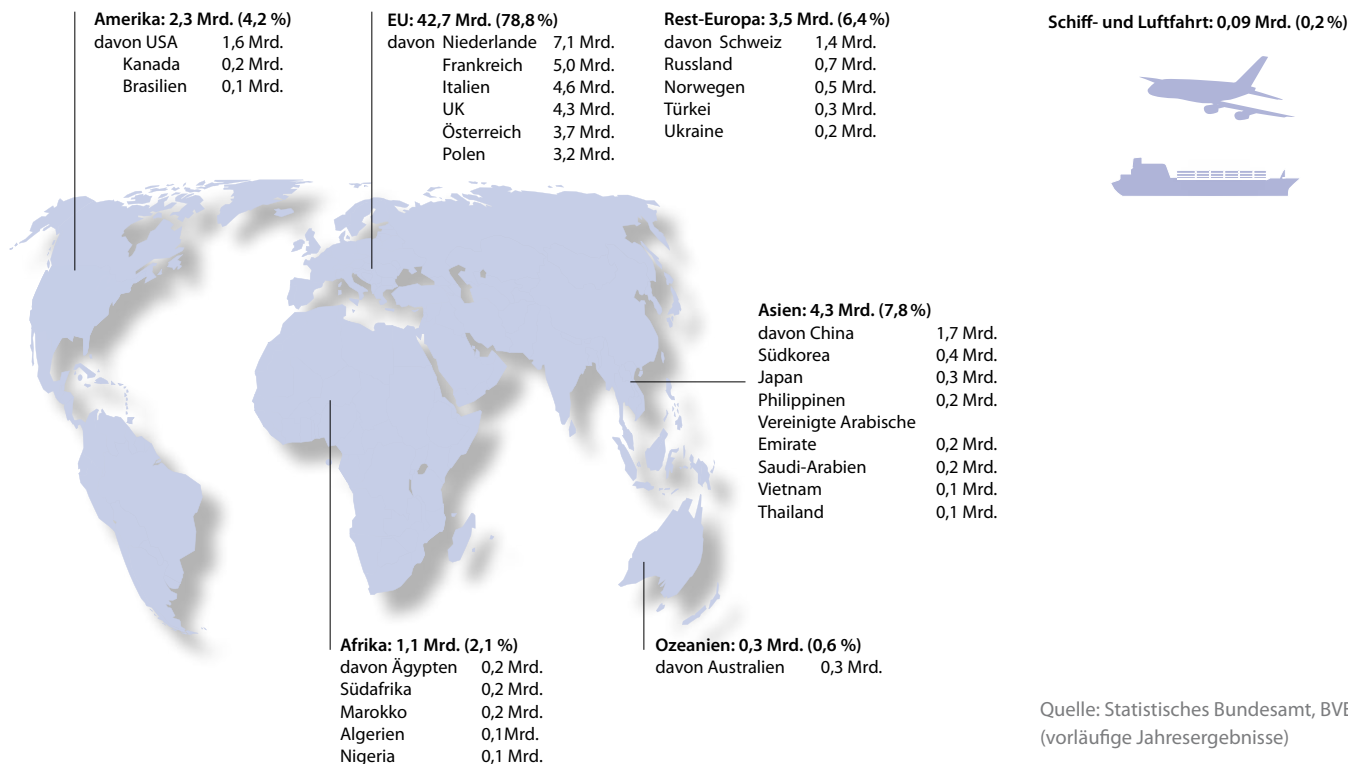 Amerika: 2,3 Mrd. (4,2 %)
davon USA 1,6 Mrd.
Kanada 0,2 Mrd.
Brasilien 0,1 Mrd.
EU: 42,7 Mrd. (78,8 %)
davon Niederlande 7,1 Mrd.
Frankreich 5,0 Mrd.
Italien 4,6 Mrd.
UK 4,3 Mrd.
Österreich 3,7 Mrd.
Polen 3,2 Mrd.
Rest-Europa: 3,5 Mrd. (6,4 %)
davon Schweiz 1,4 Mrd.
Russland 0,7 Mrd.
Norwegen 0,5 Mrd.
Türkei 0,3 Mrd.
Ukraine 0,2 Mrd.
Schiff- und Luftfahrt: 0,09 Mrd. (0,2 %)
Asien: 4,3 Mrd. (7,8 %)
davon China 1,7 Mrd.
Südkorea 0,4 Mrd.
Japan 0,3 Mrd.
Philippinen 0,2 Mrd.
Vereinigte Arabische
Emirate 0,2 Mrd.
Saudi-Arabien 0,2 Mrd.
Vietnam 0,1 Mrd.
Thailand 0,1 Mrd.
Afrika: 1,1 Mrd. (2,1 %)
davon Ägypten 0,2 Mrd.
Südafrika 0,2 Mrd.
Marokko 0,2 Mrd.
Algerien 0,1Mrd.
Nigeria 0,1 Mrd.
Ozeanien: 0,3 Mrd. (0,6 %)
davon Australien 0,3 Mrd.
Quelle: Statistisches Bundesamt,
(vorläufige Jahresergebnisse)